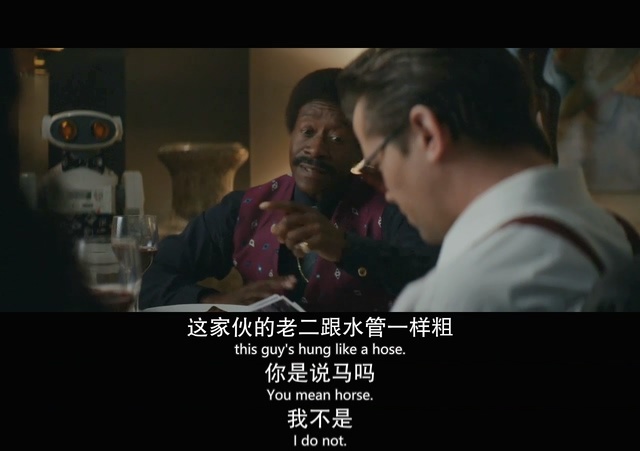 这家伙的老二跟水管一样粗
this guy's hung like a hose.
你是说马吗
You mean horse.
我不是
I do not.